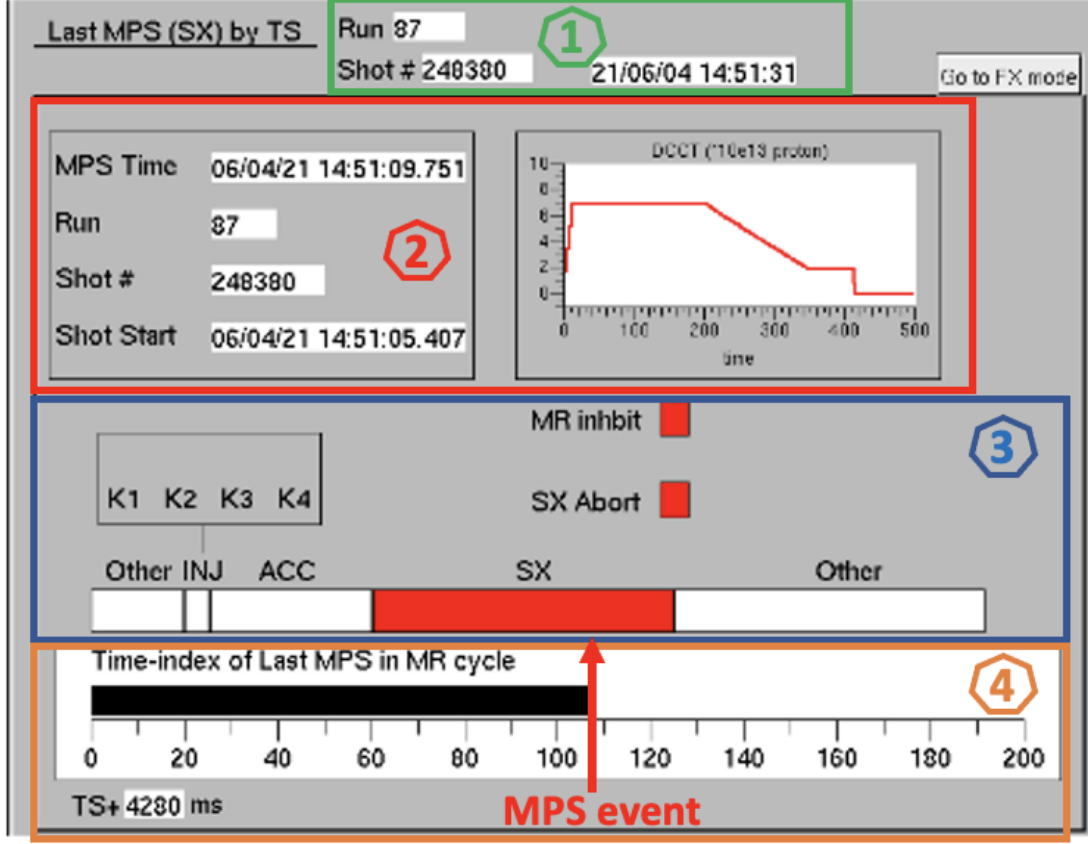 Last MPS (SX) by TS
Run 87
1
Shot # 248380 21/06/04 14:51:31
Go to FX mode
MPS Time 06/04/21 14:51:09.751
Run 87
Shot # 248380
Shot Start 06/04/21 14:51:05.407
2
DCCT (*10e13 proton)
10
8
6
4
2
0
0 100 200 300 400 500
time
MR inhbit
3
K1 K2 K3 K4
SX Abort
Other INJ ACC SX Other
Time-index of Last MPS in MR cycle
4
0 20 40 60 80 100 120 140 160 180 200
TS+ 4280 ms
MPS event